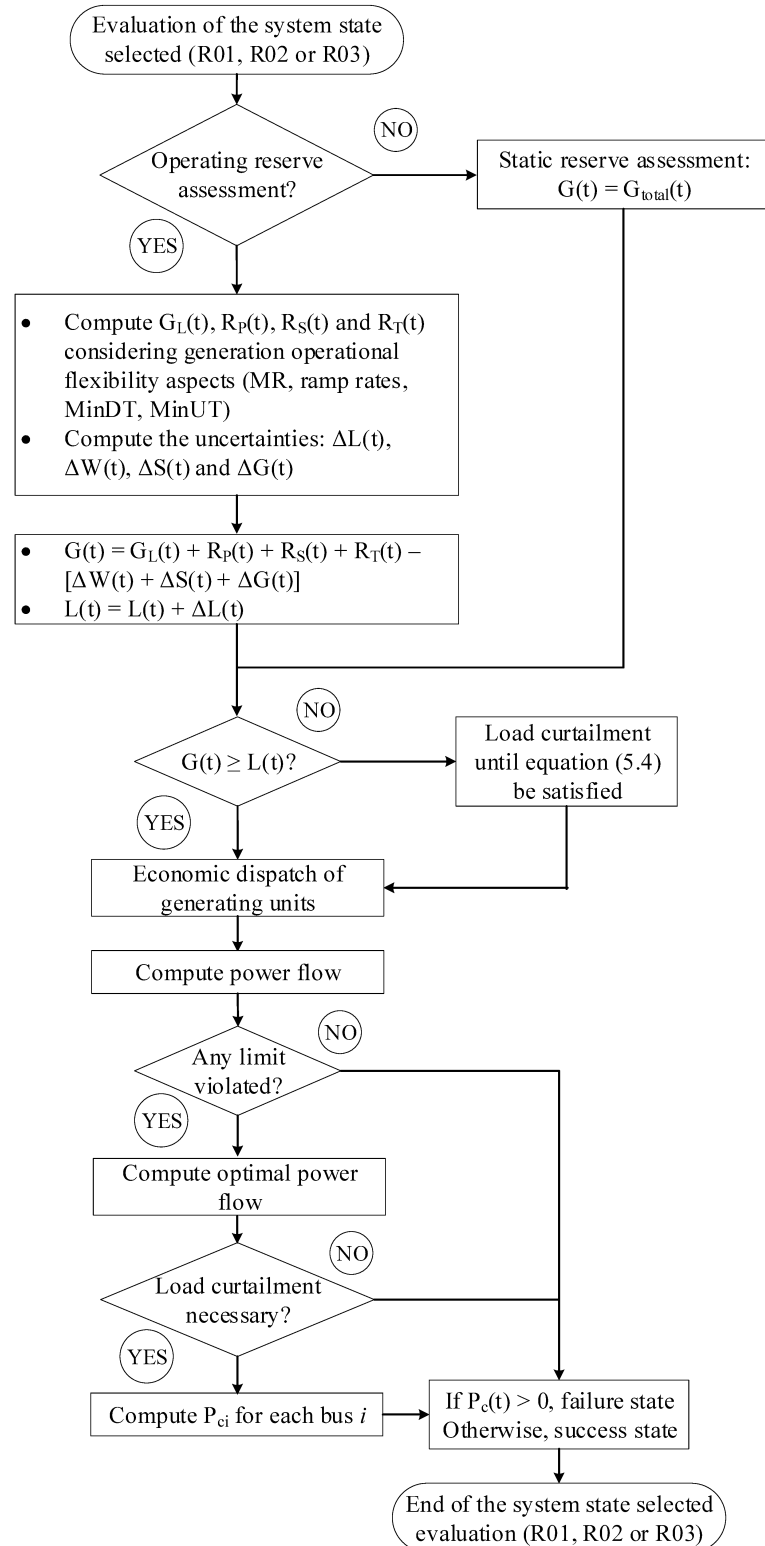 Evaluation of the system state
selected (R01, R02 or R03)
NO
Operating reserve
assessment?
Static reserve assessment:
G(t) = Gtotal(t)
YES
• Compute GL(t), RP(t), RS(t) and RT(t)
considering generation operational
flexibility aspects (MR, ramp rates,
MinDT, MinUT)
• Compute the uncertainties: ΔL(t),
ΔW(t), ΔS(t) and ΔG(t)
• G(t) = GL(t) + RP(t) + RS(t) + RT(t) –
[ΔW(t) + ΔS(t) + ΔG(t)]
• L(t) = L(t) + ΔL(t)
NO
G(t) ≥ L(t)?
Load curtailment
until equation (5.4)
be satisfied
YES
Economic dispatch of
generating units
Compute power flow
NO
Any limit
violated?
YES
Compute optimal power
flow
NO
Load curtailment
necessary?
YES
Compute Pci for each bus i
If Pc(t) > 0, failure state
Otherwise, success state
End of the system state selected
evaluation (R01, R02 or R03)